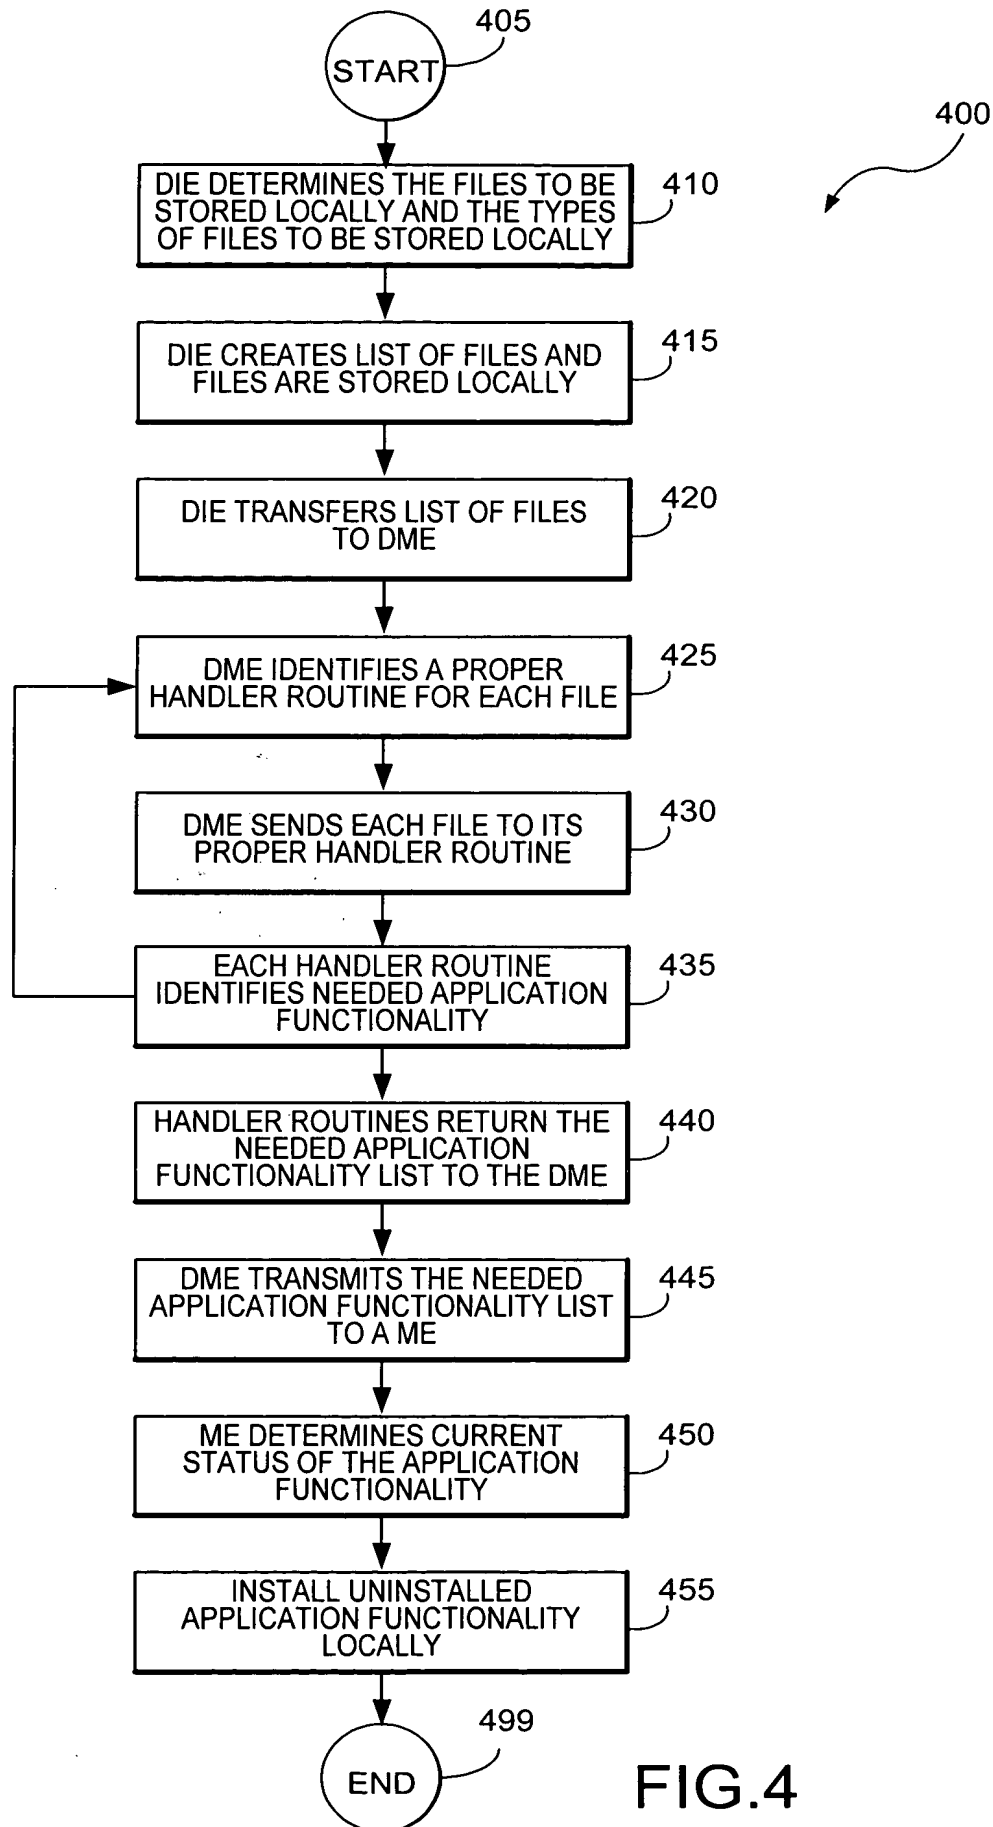 405
START
400
DIE DETERMINES THE FILES TO BE
STORED LOCALLY AND THE TYPES
OF FILES TO BE STORED LOCALLY
410
DIE CREATES LIST OF FILES AND
FILES ARE STORED LOCALLY
415
DIE TRANSFERS LIST OF FILES
TO DME
420
DME IDENTIFIES A PROPER
HANDLER ROUTINE FOR EACH FILE
425
DME SENDS EACH FILE TO ITS
PROPER HANDLER ROUTINE
430
EACH HANDLER ROUTINE
IDENTIFIES NEEDED APPLICATION
FUNCTIONALITY
435
HANDLER ROUTINES RETURN THE
NEEDED APPLICATION
FUNCTIONALITY LIST TO THE DME
440
DME TRANSMITS THE NEEDED
APPLICATION FUNCTIONALITY LIST
TO A ME
445
ME DETERMINES CURRENT
STATUS OF THE APPLICATION
FUNCTIONALITY
450
INSTALL UNINSTALLED
APPLICATION FUNCTIONALITY
LOCALLY
455
499
END
FIG.4